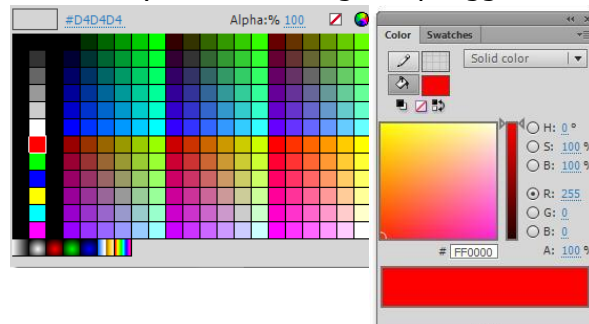 #D4D4D4 Alpha:% 100
Color Swatches
Solid color
H: 0 °
S: 100 %
B: 100 %
R: 255
G: 0
B: 0
# FF0000 A: 100 %